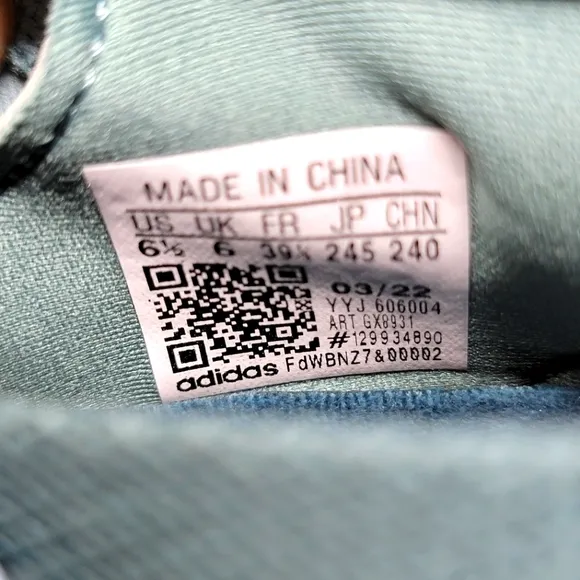 MADE IN CHINA
US UK FR JP CHN
6½ 6 39⅓ 245 240
03/22
YYJ 606004
ART GX8931
#129934890
adidas FdWBNZ7&00002